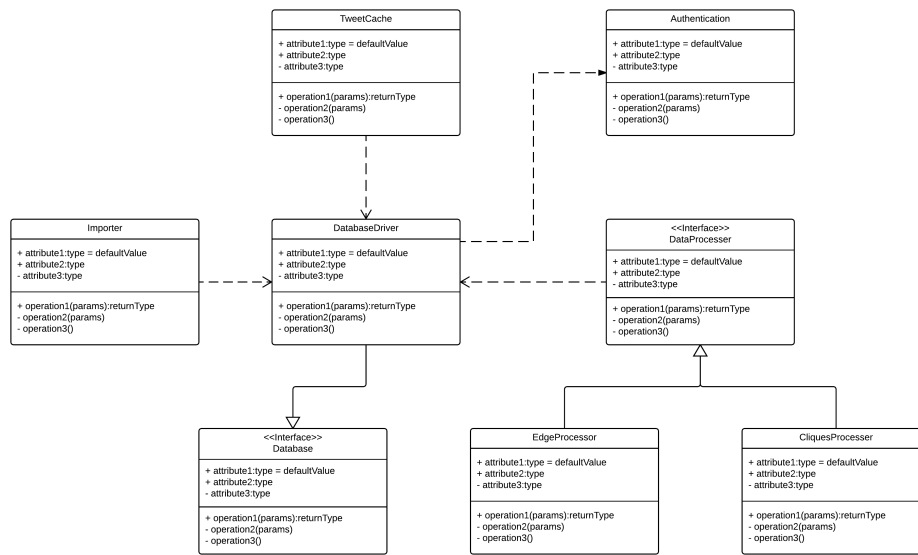 TweetCache
+ attribute1:type = defaultValue
+ attribute2:type
- attribute3:type
+ operation1(params):returnType
- operation2(params)
- operation3()
Authentication
+ attribute1:type = defaultValue
+ attribute2:type
- attribute3:type
+ operation1(params):returnType
- operation2(params)
- operation3()
Importer
+ attribute1:type = defaultValue
+ attribute2:type
- attribute3:type
+ operation1(params):returnType
- operation2(params)
- operation3()
DatabaseDriver
+ attribute1:type = defaultValue
+ attribute2:type
- attribute3:type
+ operation1(params):returnType
- operation2(params)
- operation3()
<<Interface>>
DataProcesser
+ attribute1:type = defaultValue
+ attribute2:type
- attribute3:type
+ operation1(params):returnType
- operation2(params)
- operation3()
<<Interface>>
Database
+ attribute1:type = defaultValue
+ attribute2:type
- attribute3:type
+ operation1(params):returnType
- operation2(params)
- operation3()
EdgeProcessor
+ attribute1:type = defaultValue
+ attribute2:type
- attribute3:type
+ operation1(params):returnType
- operation2(params)
- operation3()
CliquesProcesser
+ attribute1:type = defaultValue
+ attribute2:type
- attribute3:type
+ operation1(params):returnType
- operation2(params)
- operation3()